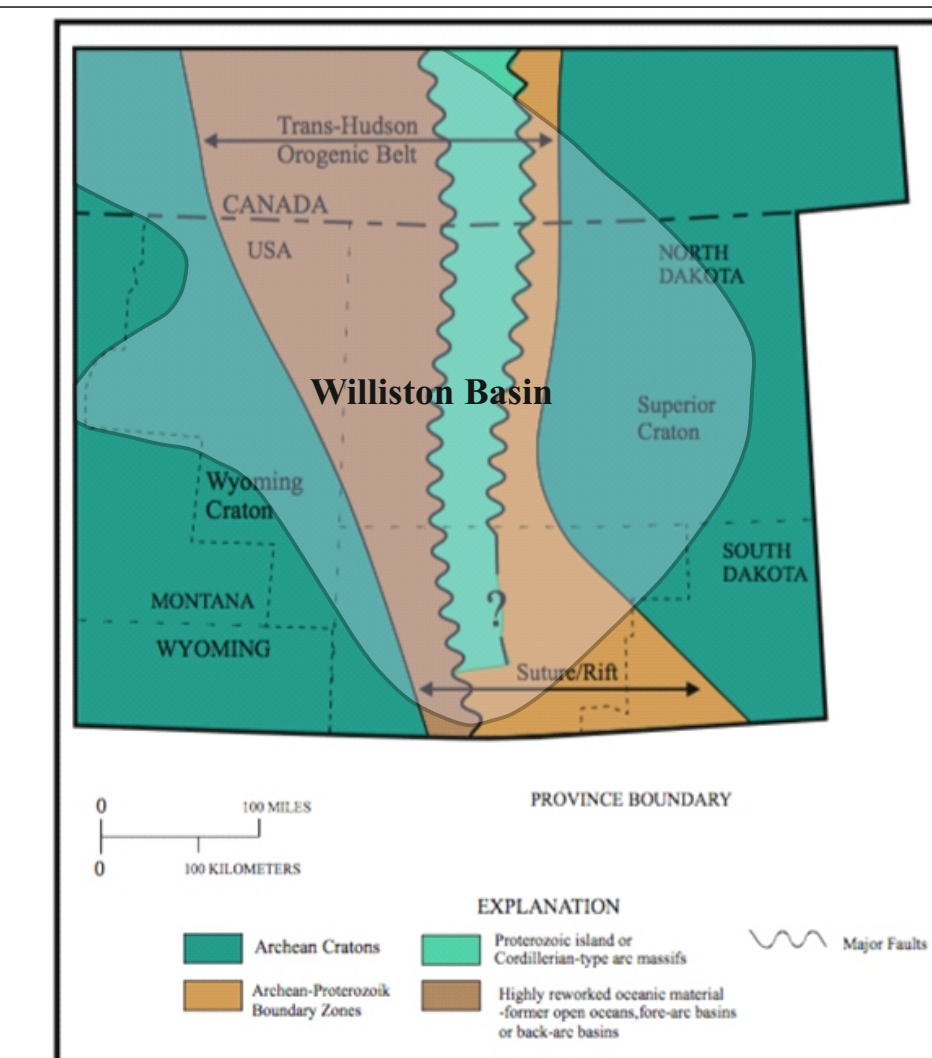 Trans-Hudson
Orogenic Belt
CANADA
USA
NORTH
DAKOTA
Williston Basin
Superior
Craton
Wyoming
Craton
SOUTH
DAKOTA
MONTANA
?
WYOMING
Suture/Rift
0
100 MILES
PROVINCE BOUNDARY
0
100 KILOMETERS
EXPLANATION
Archean Cratons
Proterozoic island or
Cordillerian-type arc massifs
Major Faults
Archean-Proterozoik
Boundary Zones
Highly reworked oceanic material
-former open oceans,fore-arc basins
or back-arc basins